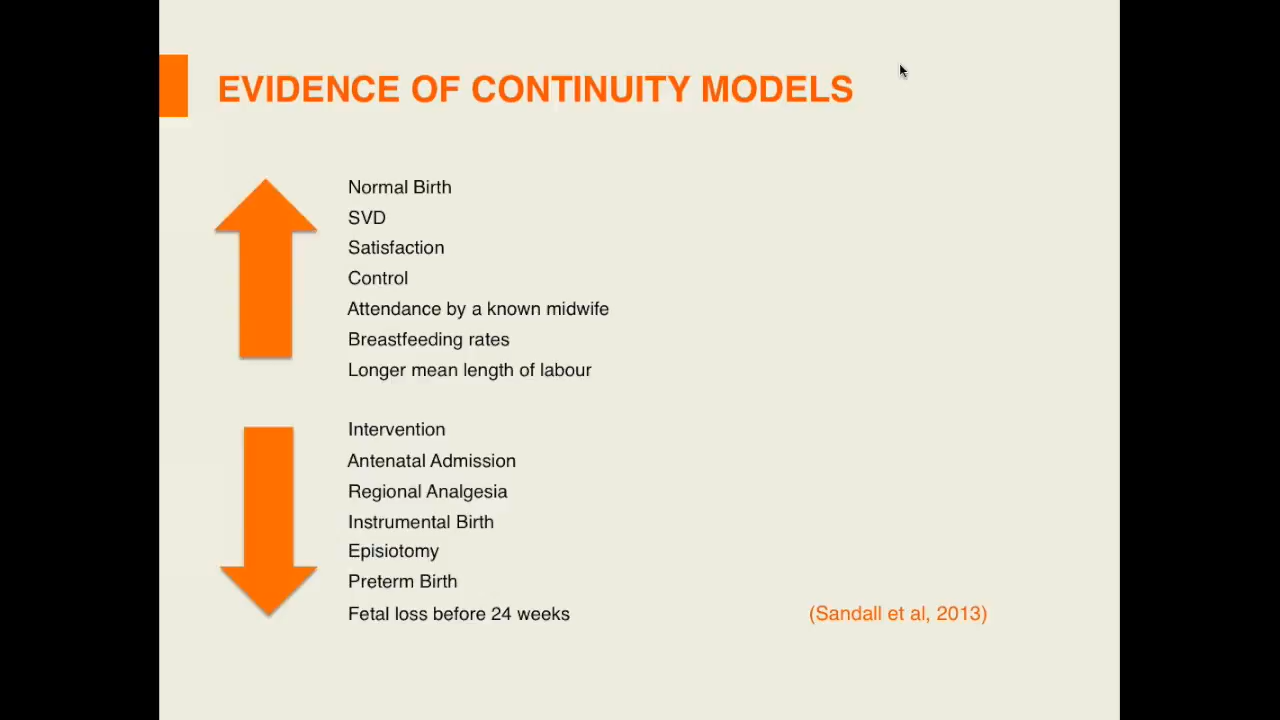 EVIDENCE OF CONTINUITY MODELS
Normal Birth
SVD
Satisfaction
Control
Attendance by a known midwife
Breastfeeding rates
Longer mean length of labour
Intervention
Antenatal Admission
Regional Analgesia
Instrumental Birth
Episiotomy
Preterm Birth
Fetal loss before 24 weeks
(Sandall et al, 2013)